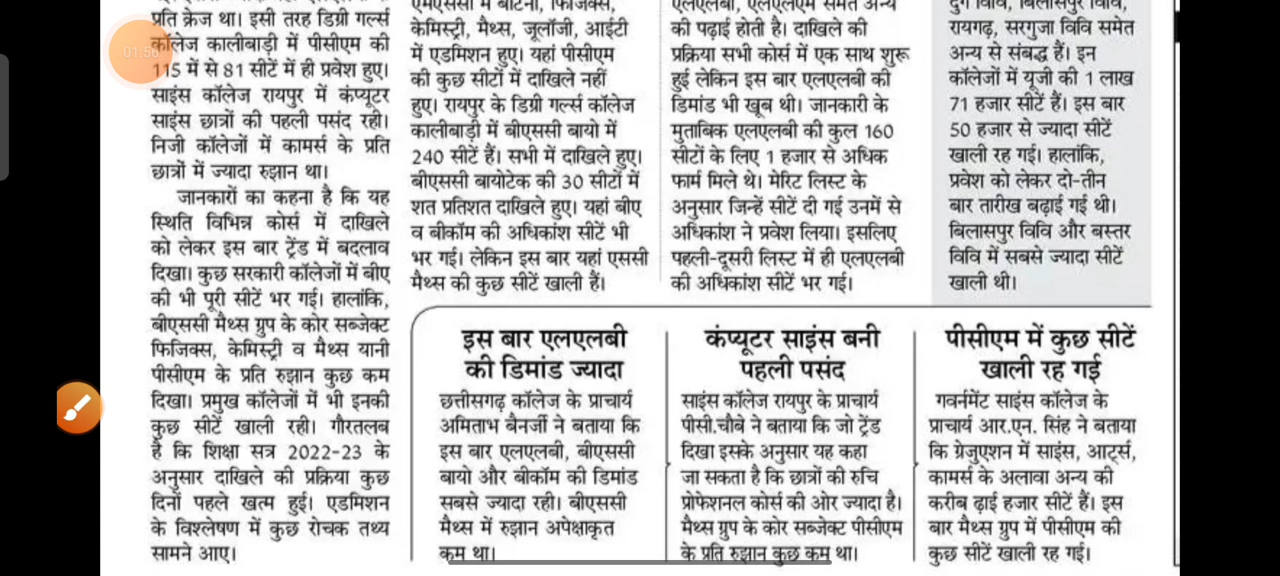 प्रति क्रेज था। इसी तरह डिग्री गर्ल्स
कॉलेज कालीबाड़ी में पीसीएम की
115 में से 81 सीटें में ही प्रवेश हुए।
साइंस कॉलेज रायपुर में कंप्यूटर
साइंस छात्रों की पहली पसंद रही।
निजी कॉलेजों में कामर्स के प्रति
छात्रों में ज्यादा रुझान था।
जानकारों का कहना है कि यह
स्थिति विभिन्न कोर्स में दाखिले
को लेकर इस बार ट्रेंड में बदलाव
दिखा। कुछ सरकारी कॉलेजों में बीए
की भी पूरी सीटें भर गई। हालांकि,
बीएससी मैथ्स ग्रुप के कोर सब्जेक्ट
फिजिक्स, केमिस्ट्री व मैथ्स यानी
पीसीएम के प्रति रुझान कुछ कम
दिखा। प्रमुख कॉलेजों में भी इनकी
कुछ सीटें खाली रही। गौरतलब
है कि शिक्षा सत्र 2022-23 के
अनुसार दाखिले की प्रक्रिया कुछ
दिनों पहले खत्म हुई। एडमिशन
के विश्लेषण में कुछ रोचक तथ्य
सामने आए।
एमएससी में बॉटनी, फिजिक्स,
केमिस्ट्री, मैथ्स, जूलॉजी, आईटी
में एडमिशन हुए। यहां पीसीएम
की कुछ सीटों में दाखिले नहीं
हुए। रायपुर के डिग्री गर्ल्स कॉलेज
कालीबाड़ी में बीएससी बायो में
240 सीटें हैं। सभी में दाखिले हुए।
बीएससी बायोटेक की 30 सीटों में
शत प्रतिशत दाखिले हुए। यहां बीए
व बीकॉम की अधिकांश सीटें भी
भर गई। लेकिन इस बार यहां एससी
मैथ्स की कुछ सीटें खाली हैं।
एलएलबी, एलएलएम समेत अन्य
की पढ़ाई होती है। दाखिले की
प्रक्रिया सभी कोर्स में एक साथ शुरू
हुई लेकिन इस बार एलएलबी की
डिमांड भी खूब थी। जानकारी के
मुताबिक एलएलबी की कुल 160
सीटों के लिए 1 हजार से अधिक
फार्म मिले थे। मेरिट लिस्ट के
अनुसार जिन्हें सीटें दी गई उनमें से
अधिकांश ने प्रवेश लिया। इसलिए
पहली-दूसरी लिस्ट में ही एलएलबी
की अधिकांश सीटें भर गई।
दुर्ग विवि, बिलासपुर विवि,
रायगढ़, सरगुजा विवि समेत
अन्य से संबद्ध हैं। इन
कॉलेजों में यूजी की 1 लाख
71 हजार सीटें हैं। इस बार
50 हजार से ज्यादा सीटें
खाली रह गई। हालांकि,
प्रवेश को लेकर दो-तीन
बार तारीख बढ़ाई गई थी।
बिलासपुर विवि और बस्तर
विवि में सबसे ज्यादा सीटें
खाली थी।
इस बार एलएलबी
की डिमांड ज्यादा
छत्तीसगढ़ कॉलेज के प्राचार्य
अमिताभ बैनर्जी ने बताया कि
इस बार एलएलबी, बीएससी
बायो और बीकॉम की डिमांड
सबसे ज्यादा रही। बीएससी
मैथ्स में रुझान अपेक्षाकृत
कम था।
कंप्यूटर साइंस बनी
पहली पसंद
साइंस कॉलेज रायपुर के प्राचार्य
पीसी.चौबे ने बताया कि जो ट्रेंड
दिखा इसके अनुसार यह कहा
जा सकता है कि छात्रों की रुचि
प्रोफेशनल कोर्स की ओर ज्यादा है।
मैथ्स ग्रुप के कोर सब्जेक्ट पीसीएम
के प्रति रुझान कुछ कम था।
पीसीएम में कुछ सीटें
खाली रह गई
गवर्नमेंट साइंस कॉलेज के
प्राचार्य आर.एन. सिंह ने बताया
कि ग्रेजुएशन में साइंस, आर्ट्स,
कामर्स के अलावा अन्य की
करीब ढ़ाई हजार सीटें हैं। इस
बार मैथ्स ग्रुप में पीसीएम की
कुछ सीटें खाली रह गई।